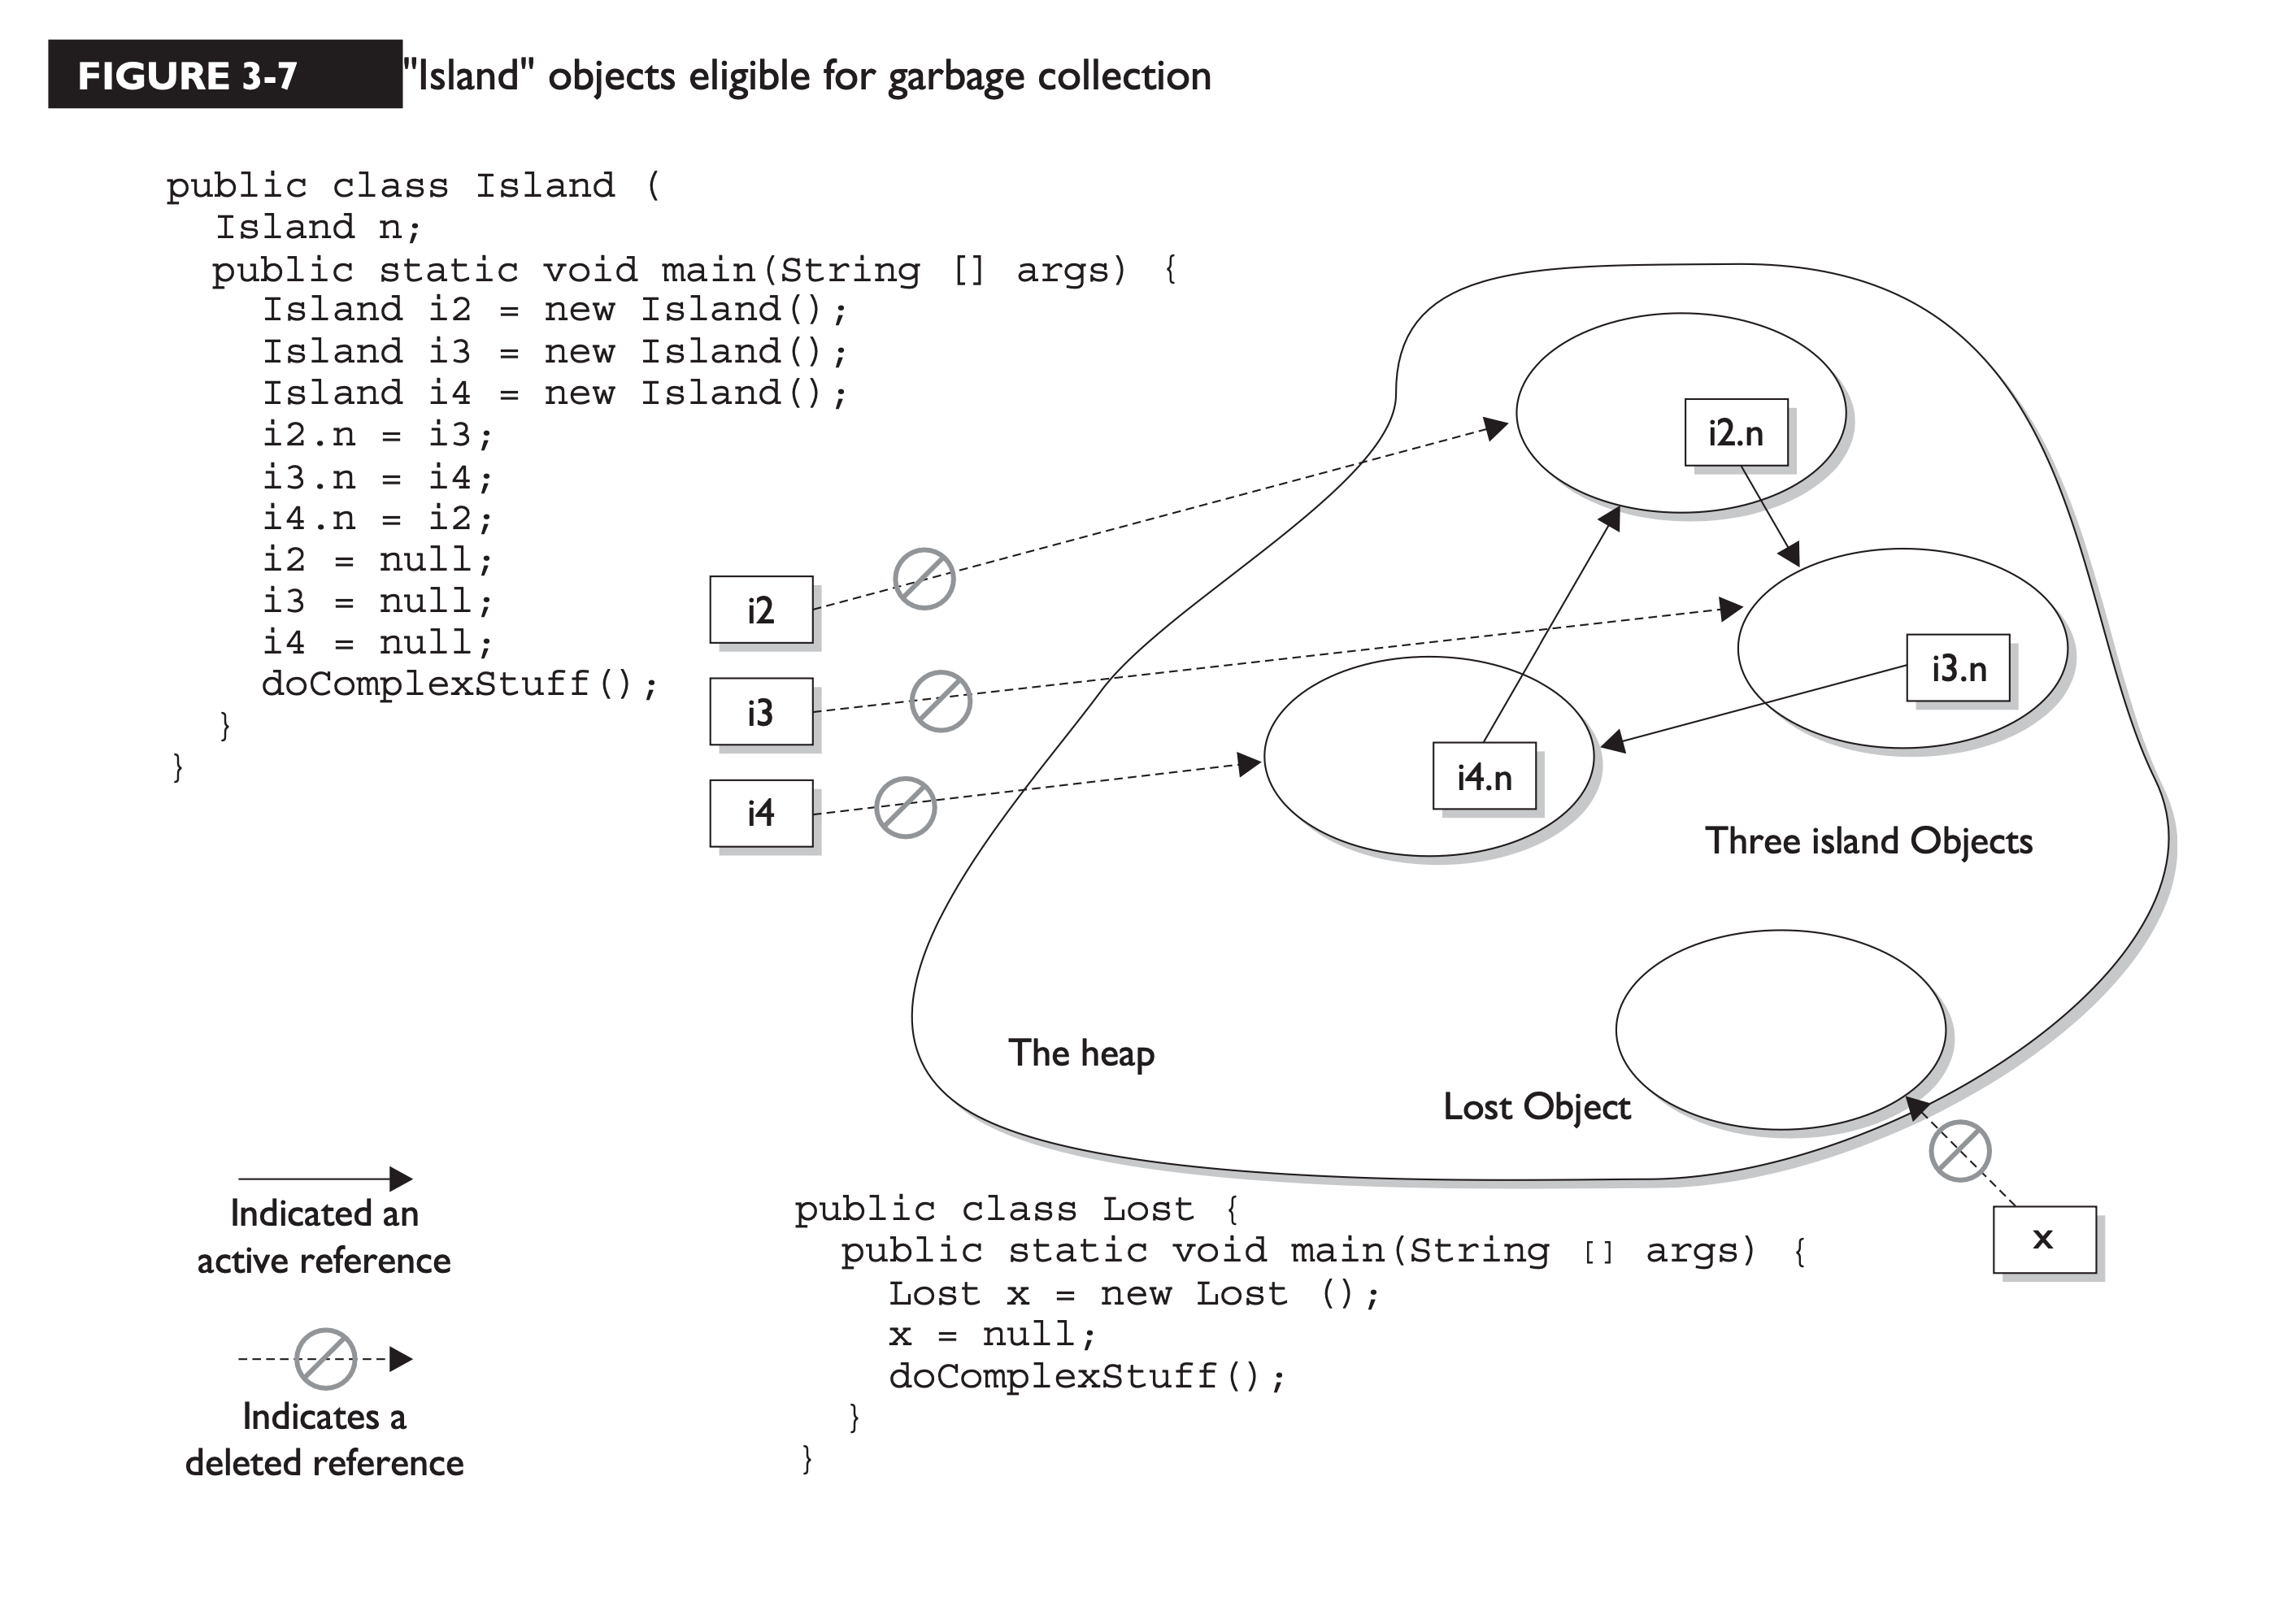 FIGURE 3-7 "Island" objects eligible for garbage collection
public class Island (
Island n;
public static void main(String [] args) {
Island i2 = new Island();
Island i3 = new Island();
Island i4 = new Island();
i2.n = i3;
i3.n = i4;
i4.n = i2;
i2 = null;
i3 = null;
i4 = null;
doComplexStuff();
}
}
i2
i3
i4
i2.n
i3.n
i4.n
Three island Objects
The heap
Lost Object
x
Indicated an
active reference
Indicates a
deleted reference
public class Lost {
public static void main(String [] args) {
Lost x = new Lost ();
x = null;
doComplexStuff();
}
}